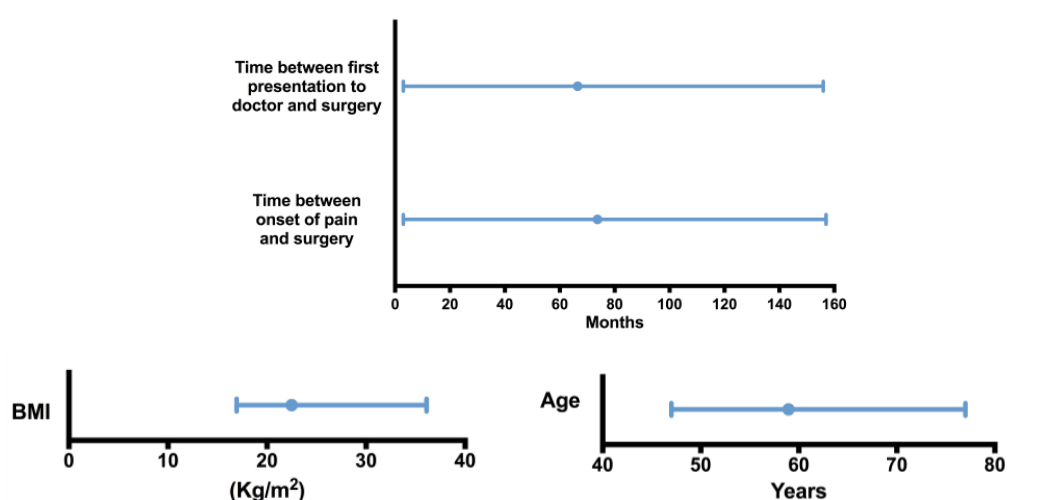 Time between first
presentation to
doctor and surgery
Time between
onset of pain
and surgery
0 20 40 60 80 100 120 140 160
Months
BMI
0 10 20 30 40
(Kg/m²)
Age
40 50 60 70 80
Years